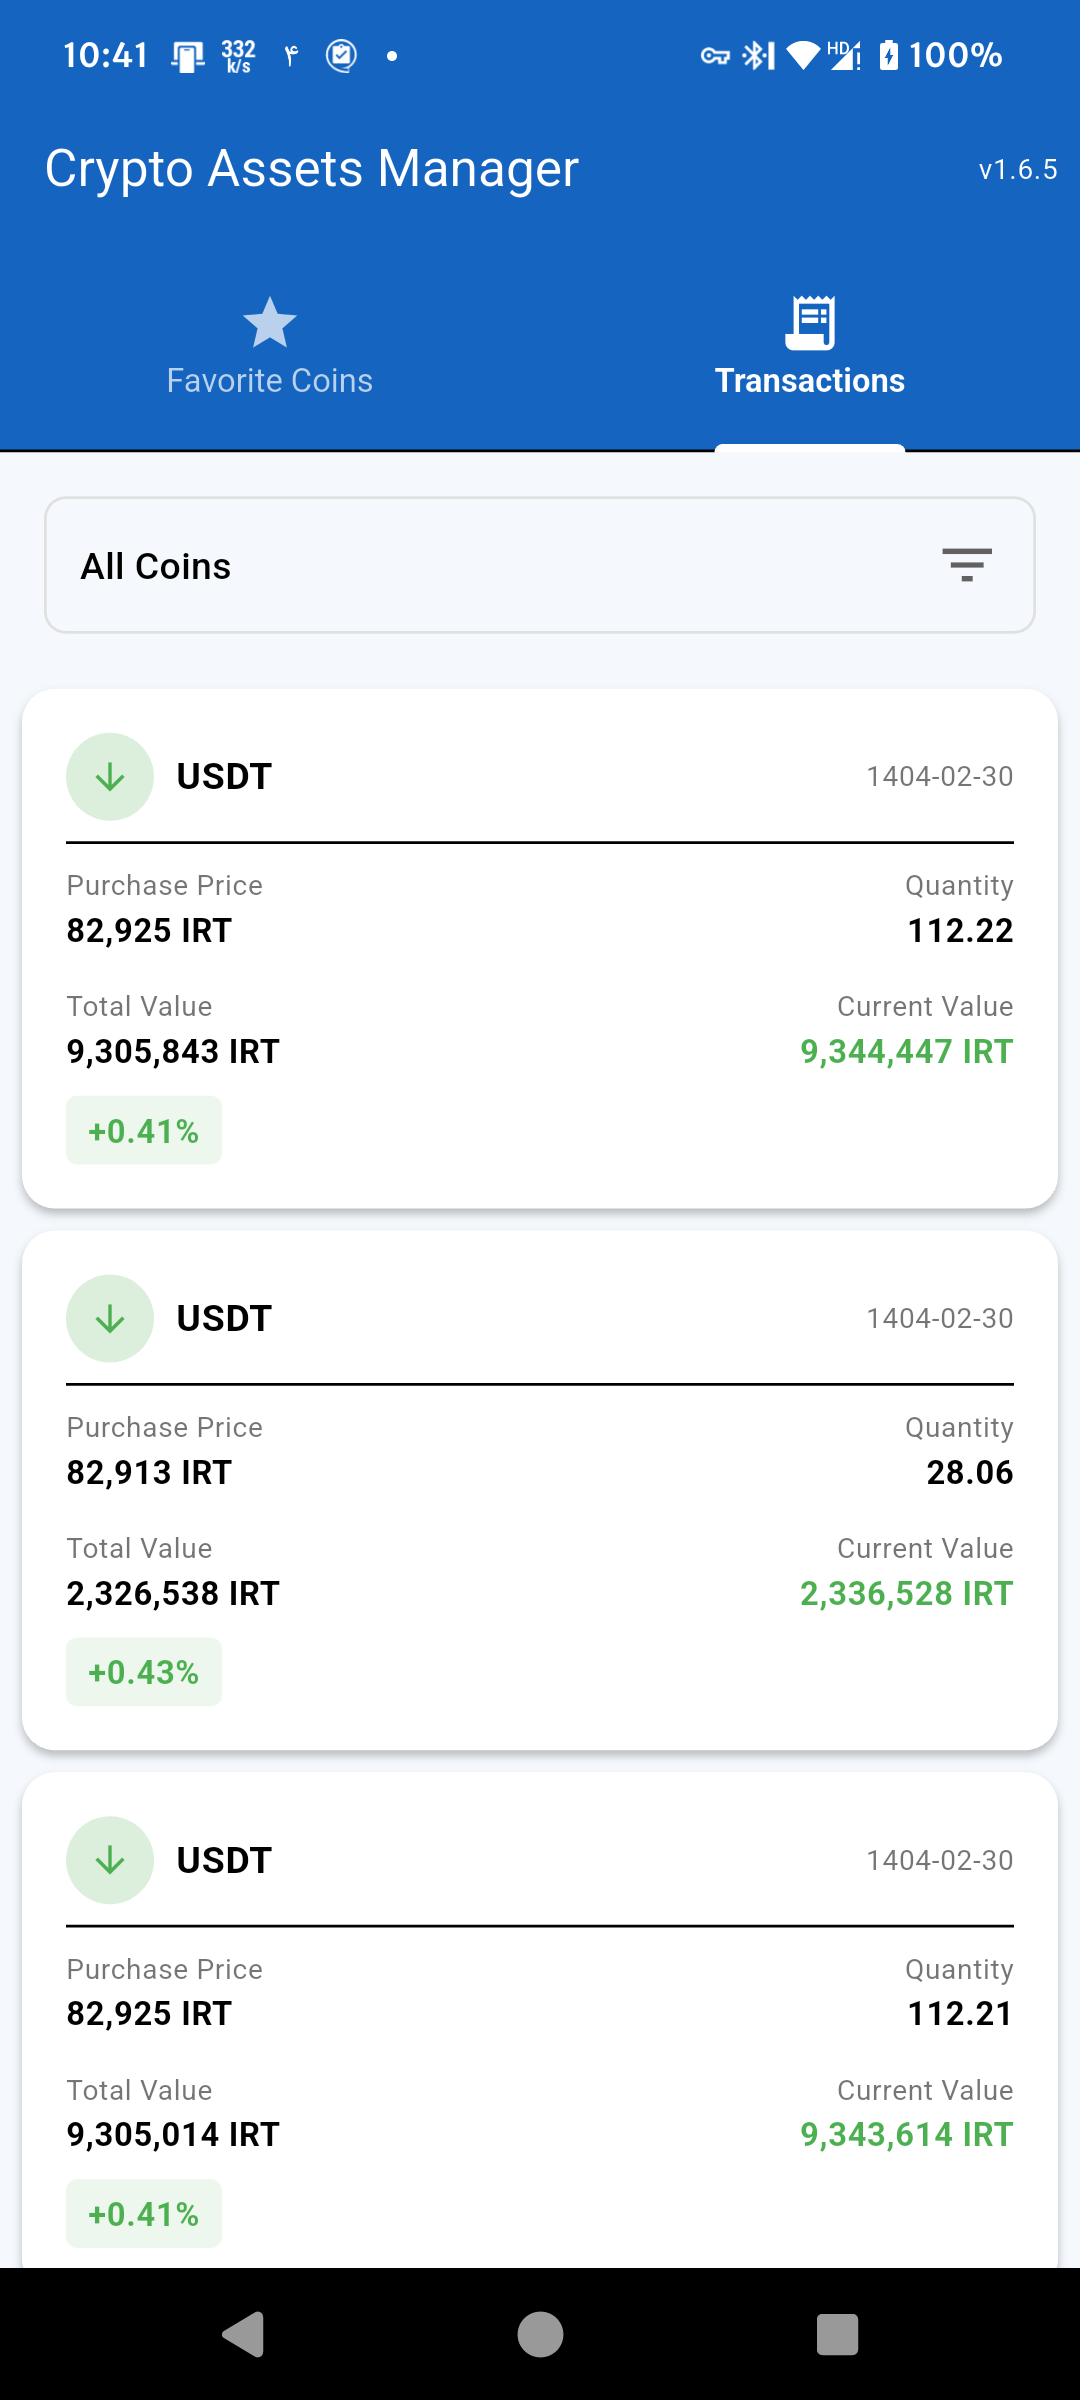 10:41 332 k/s ۴ HD 100%
Crypto Assets Manager v1.6.5
Favorite Coins Transactions
All Coins
USDT 1404-02-30
Purchase Price Quantity
82,925 IRT 112.22
Total Value Current Value
9,305,843 IRT 9,344,447 IRT
+0.41%
USDT 1404-02-30
Purchase Price Quantity
82,913 IRT 28.06
Total Value Current Value
2,326,538 IRT 2,336,528 IRT
+0.43%
USDT 1404-02-30
Purchase Price Quantity
82,925 IRT 112.21
Total Value Current Value
9,305,014 IRT 9,343,614 IRT
+0.41%